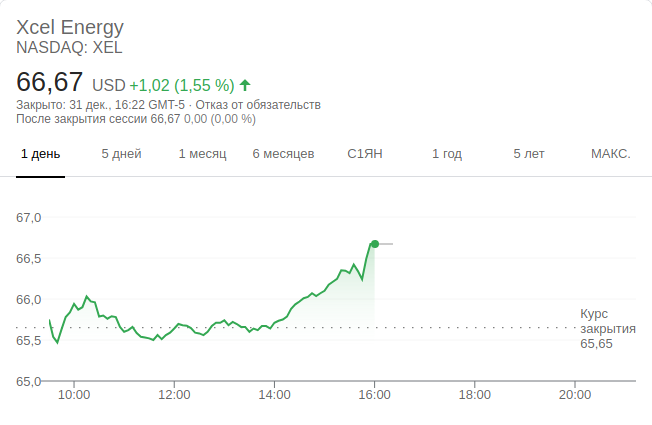 Xcel Energy
NASDAQ: XEL
66,67 USD +1,02 (1,55 %)
Закрыто: 31 дек., 16:22 GMT-5 · Отказ от обязательств
После закрытия сессии 66,67 0,00 (0,00 %)
1 день 5 дней 1 месяц 6 месяцев С1ЯН 1 год 5 лет МАКС.
67,0
66,5
66,0
Курс
закрытия
65,65
65,5
65,0
10:00 12:00 14:00 16:00 18:00 20:00